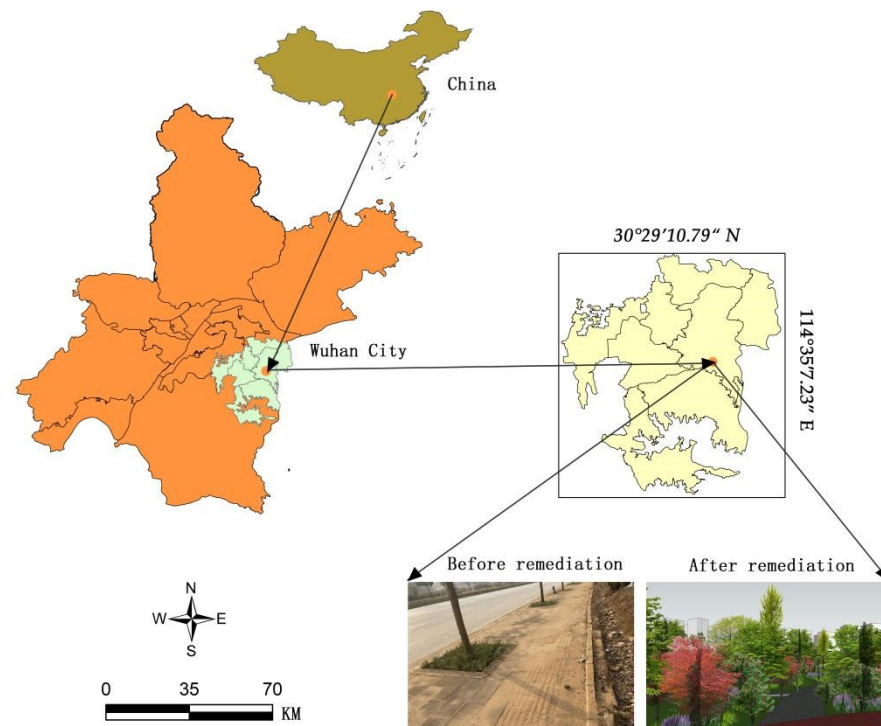 China
30°29'10.79“ N
Wuhan City
114°35'7.23” E
Before remediation
After remediation
N
W E
S
0 35 70
KM